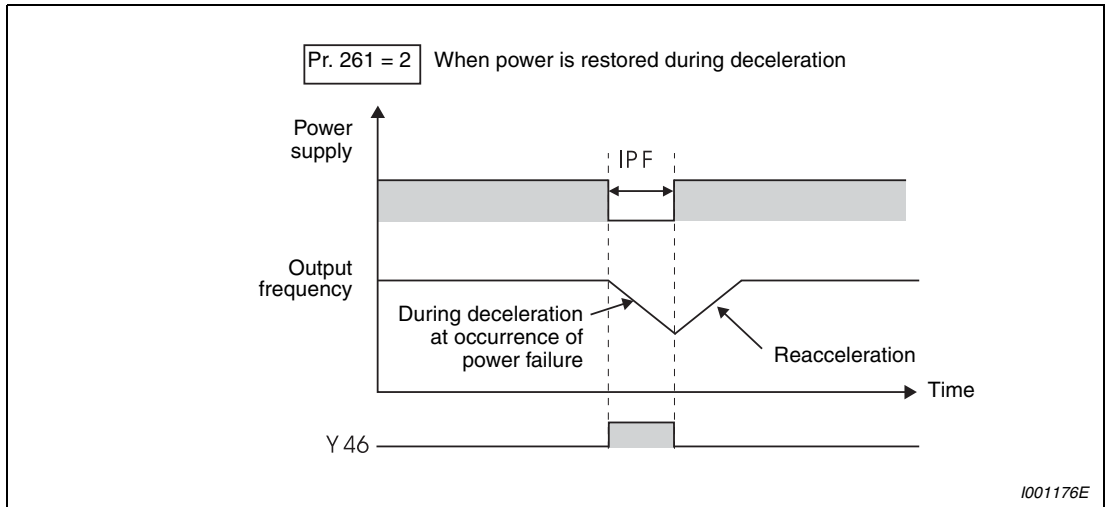 Pr. 261 = 2 When power is restored during deceleration
Power
supply
IPF
Output
frequency
During deceleration
at occurrence of
power failure
Reacceleration
Time
Y46
I001176E